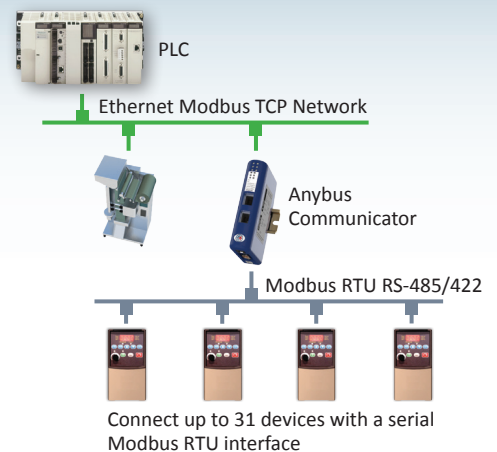 PLC
Ethernet Modbus TCP Network
Anybus
Communicator
Modbus RTU RS-485/422
Connect up to 31 devices with a serial
Modbus RTU interface